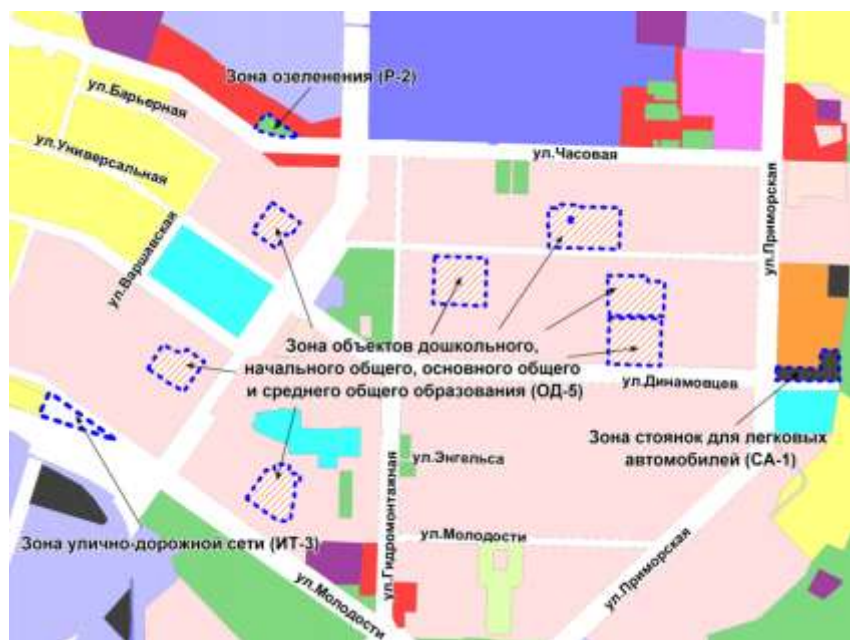 Зона озеленения (Р-2)
ул.Барьерная
ул.Универсальная
ул.Часовая
ул.Варшавская
ул.Приморская
Зона объектов дошкольного,
начального общего, основного общего
и среднего общего образования (ОД-5)
ул.Динамовцев
Зона стоянок для легковых
автомобилей (СА-1)
ул.Энгельса
ул.Гидромонтажная
Зона улично-дорожной сети (ИТ-3)
ул.Молодости
ул.Приморская
ул.Молодости